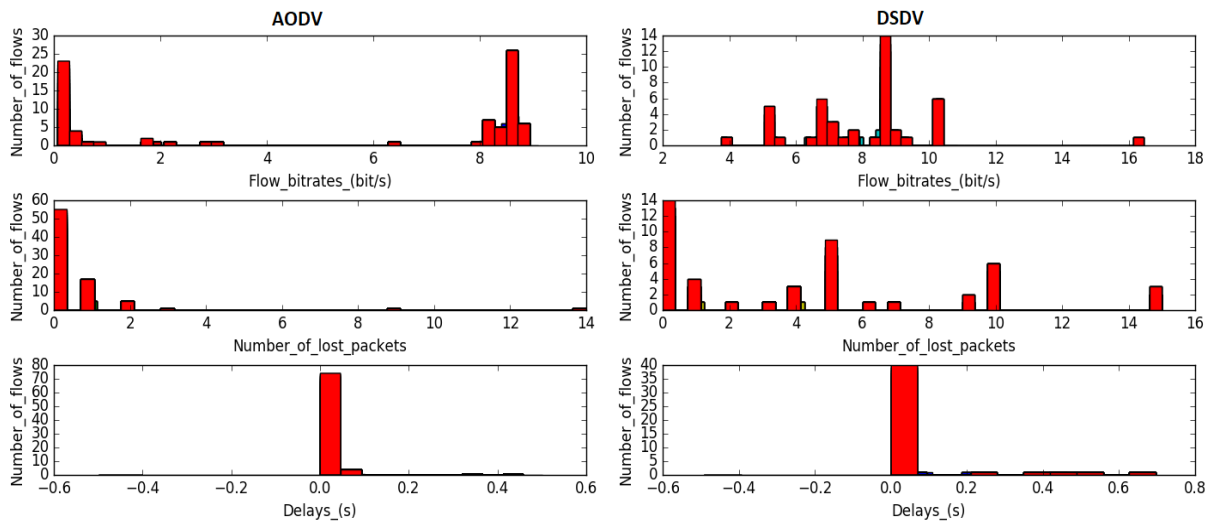 AODV
30
25
20
15
10
5
0
Number_of_flows
0 2 4 6 8 10
Flow_bitrates_(bit/s)
60
50
40
30
20
10
0
Number_of_flows
0 2 4 6 8 10 12 14
Number_of_lost_packets
80
70
60
50
40
30
20
10
0
Number_of_flows
−0.6 −0.4 −0.2 0.0 0.2 0.4 0.6
Delays_(s)
DSDV
14
12
10
8
6
4
2
0
Number_of_flows
2 4 6 8 10 12 14 16 18
Flow_bitrates_(bit/s)
14
12
10
8
6
4
2
0
Number_of_flows
0 2 4 6 8 10 12 14 16
Number_of_lost_packets
40
35
30
25
20
15
10
5
0
Number_of_flows
−0.6 −0.4 −0.2 0.0 0.2 0.4 0.6 0.8
Delays_(s)